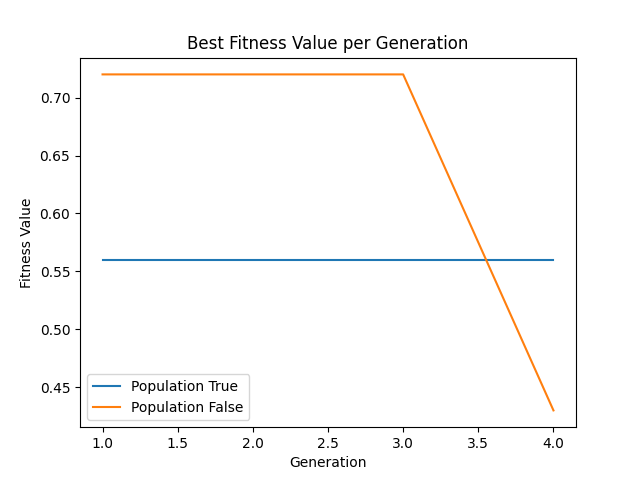 Best Fitness Value per Generation
Fitness Value
0.70
0.65
0.60
0.55
0.50
0.45
Population True
Population False
1.0 1.5 2.0 2.5 3.0 3.5 4.0
Generation